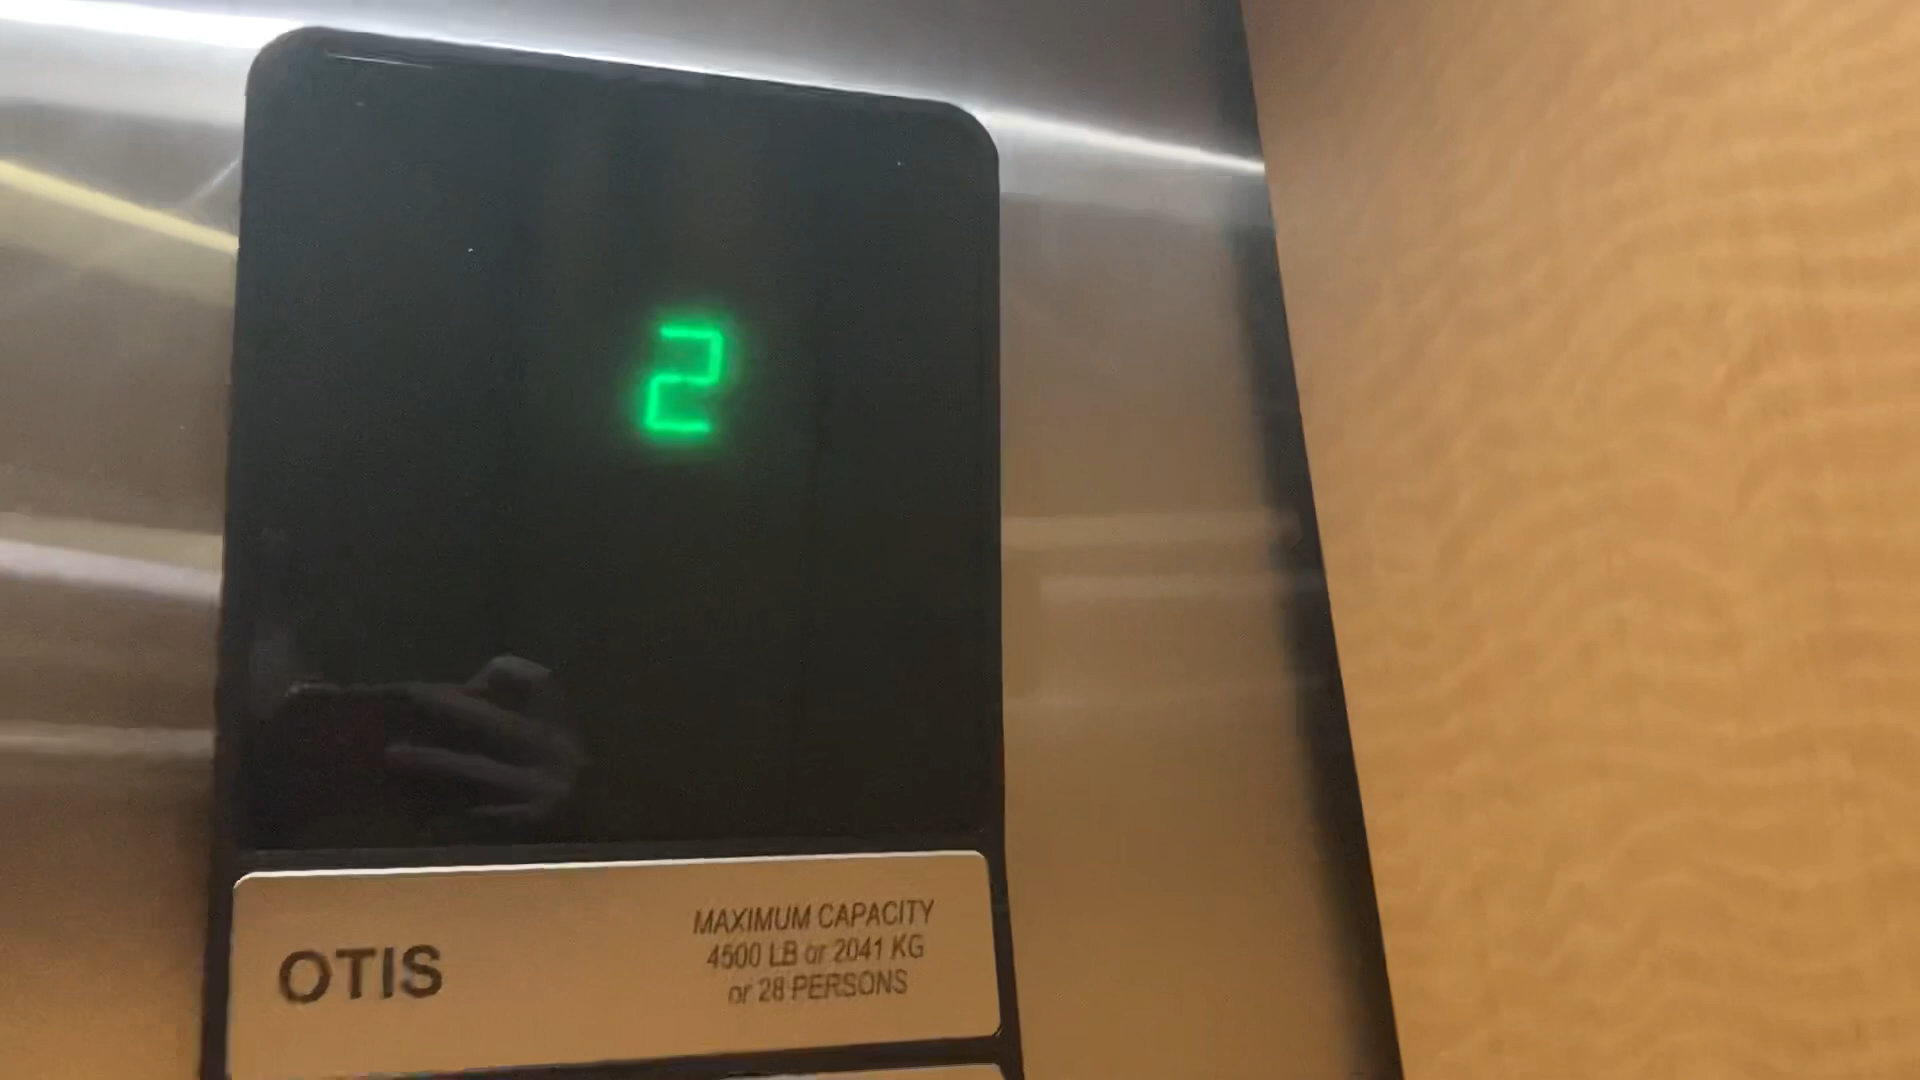 2
OTIS
MAXIMUM CAPACITY
4500 LB or 2041 KG
or 28 PERSONS